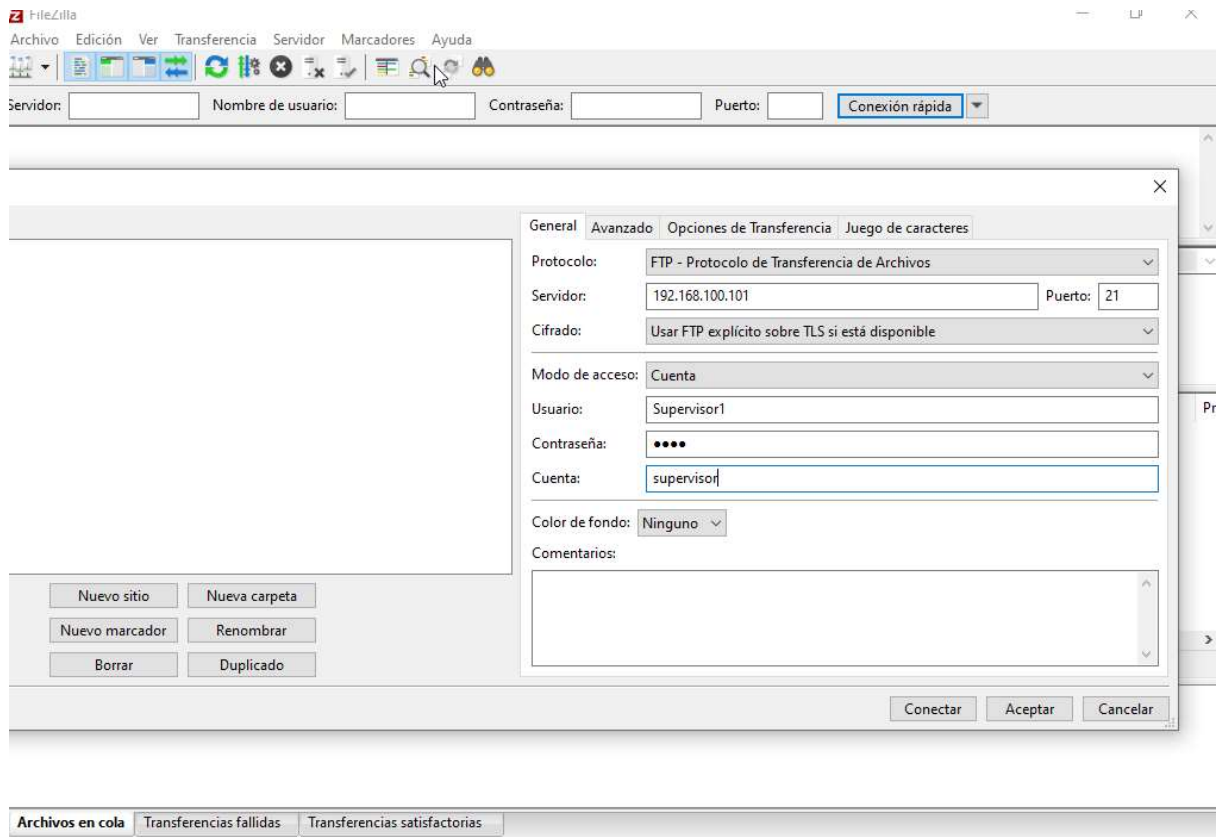 FileZilla
Archivo Edición Ver Transferencia Servidor Marcadores Ayuda
Servidor: Nombre de usuario: Contraseña: Puerto: Conexión rápida
General Avanzado Opciones de Transferencia Juego de caracteres
Protocolo: FTP - Protocolo de Transferencia de Archivos
Servidor: 192.168.100.101 Puerto: 21
Cifrado: Usar FTP explícito sobre TLS si está disponible
Modo de acceso: Cuenta
Usuario: Supervisor1
Contraseña: ●●●●
Cuenta: supervisor
Color de fondo: Ninguno
Comentarios:
Nuevo sitio Nueva carpeta
Nuevo marcador Renombrar
Borrar Duplicado
Conectar Aceptar Cancelar
Pr
Archivos en cola Transferencias fallidas Transferencias satisfactorias